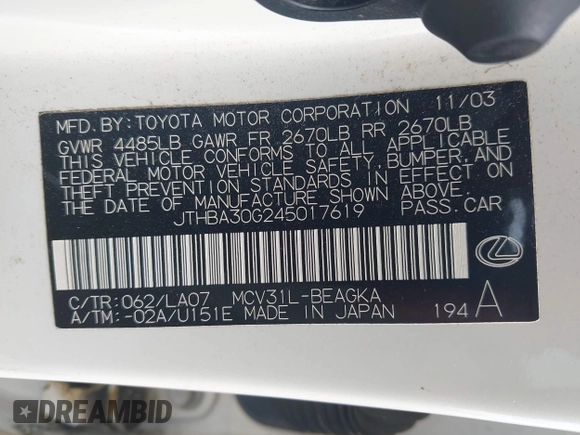 MFD. BY: TOYOTA MOTOR CORPORATION 11/03
GVWR 4485LB GAWR FR 2670LB RR 2670LB
THIS VEHICLE CONFORMS TO ALL APPLICABLE
FEDERAL MOTOR VEHICLE SAFETY, BUMPER, AND
THEFT PREVENTION STANDARDS IN EFFECT ON
THE DATE OF MANUFACTURE SHOWN ABOVE.
JTHBA30G245017619 PASS.CAR
C/TR: 062/LA07 MCV31L-BEAGKA
A/TM: -02A/U151E MADE IN JAPAN 194 A
DREAMBID